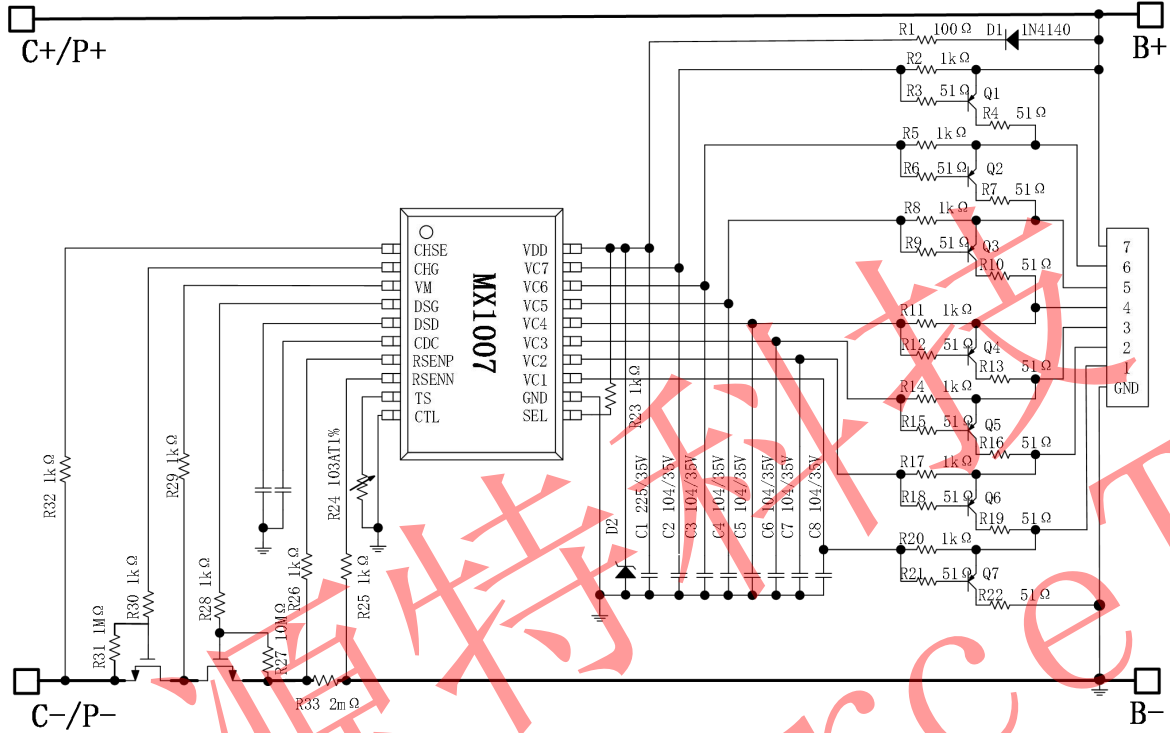 C+/P+
B+
R1 100Ω D1 1N4140
R2 1kΩ
R3 51Ω Q1
R4 51Ω
R5 1kΩ
R6 51Ω Q2
R7 51Ω
R8 1kΩ
R9 51Ω Q3
R10 51Ω
R11 1kΩ
R12 51Ω Q4
R13 51Ω
R14 1kΩ
R15 51Ω Q5
R16 51Ω
R17 1kΩ
R18 51Ω Q6
R19 51Ω
R20 1kΩ
R21 51Ω Q7
R22 51Ω
7
6
5
4
3
2
1
GND
MX1007
CHSE VDD
CHG VC7
VM VC6
DSG VC5
DSD VC4
CDC VC3
RSENP VC2
RSENN VC1
TS GND
CTL SEL
R23 1kΩ
R32 1kΩ
R29 1kΩ
R24 103AT1%
D2
C1 225/35V
C2 104/35V
C3 104/35V
C4 104/35V
C5 104/35V
C6 104/35V
C7 104/35V
C8 104/35V
R31 1MΩ
R30 1kΩ
R28 1kΩ
R27 10MΩ
R26 1kΩ
R25 1kΩ
R33 2mΩ
C-/P-
B-
源特科技
rce T